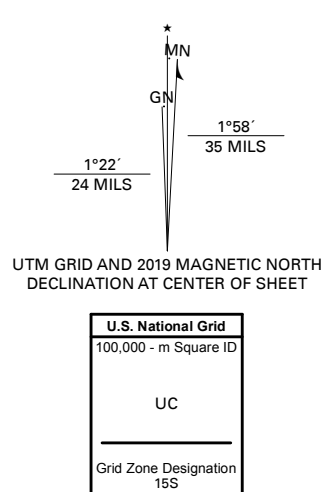 ★
MN
GN
1°58´
35 MILS
1°22´
24 MILS
UTM GRID AND 2019 MAGNETIC NORTH
DECLINATION AT CENTER OF SHEET
U.S. National Grid
100,000 - m Square ID
UC
Grid Zone Designation
15S